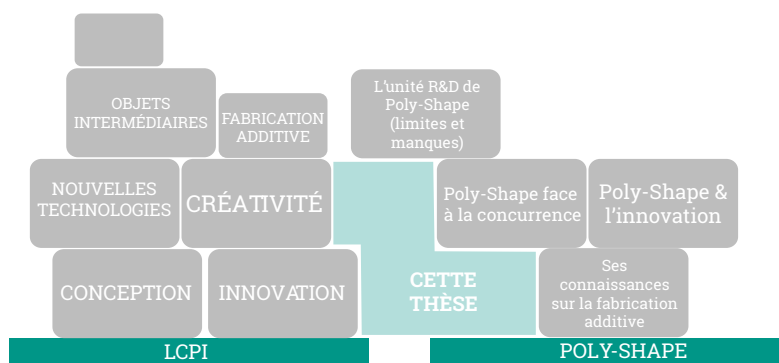 OBJETS
INTERMÉDIAIRES
FABRICATION
ADDITIVE
L'unité R&D de
Poly-Shape
(limites et
manques)
NOUVELLES
TECHNOLOGIES
CRÉATIVITÉ
Poly-Shape face
à la concurrence
Poly-Shape &
l'innovation
CONCEPTION
INNOVATION
CETTE
THÈSE
Ses
connaissances
sur la fabrication
additive
LCPI
POLY-SHAPE